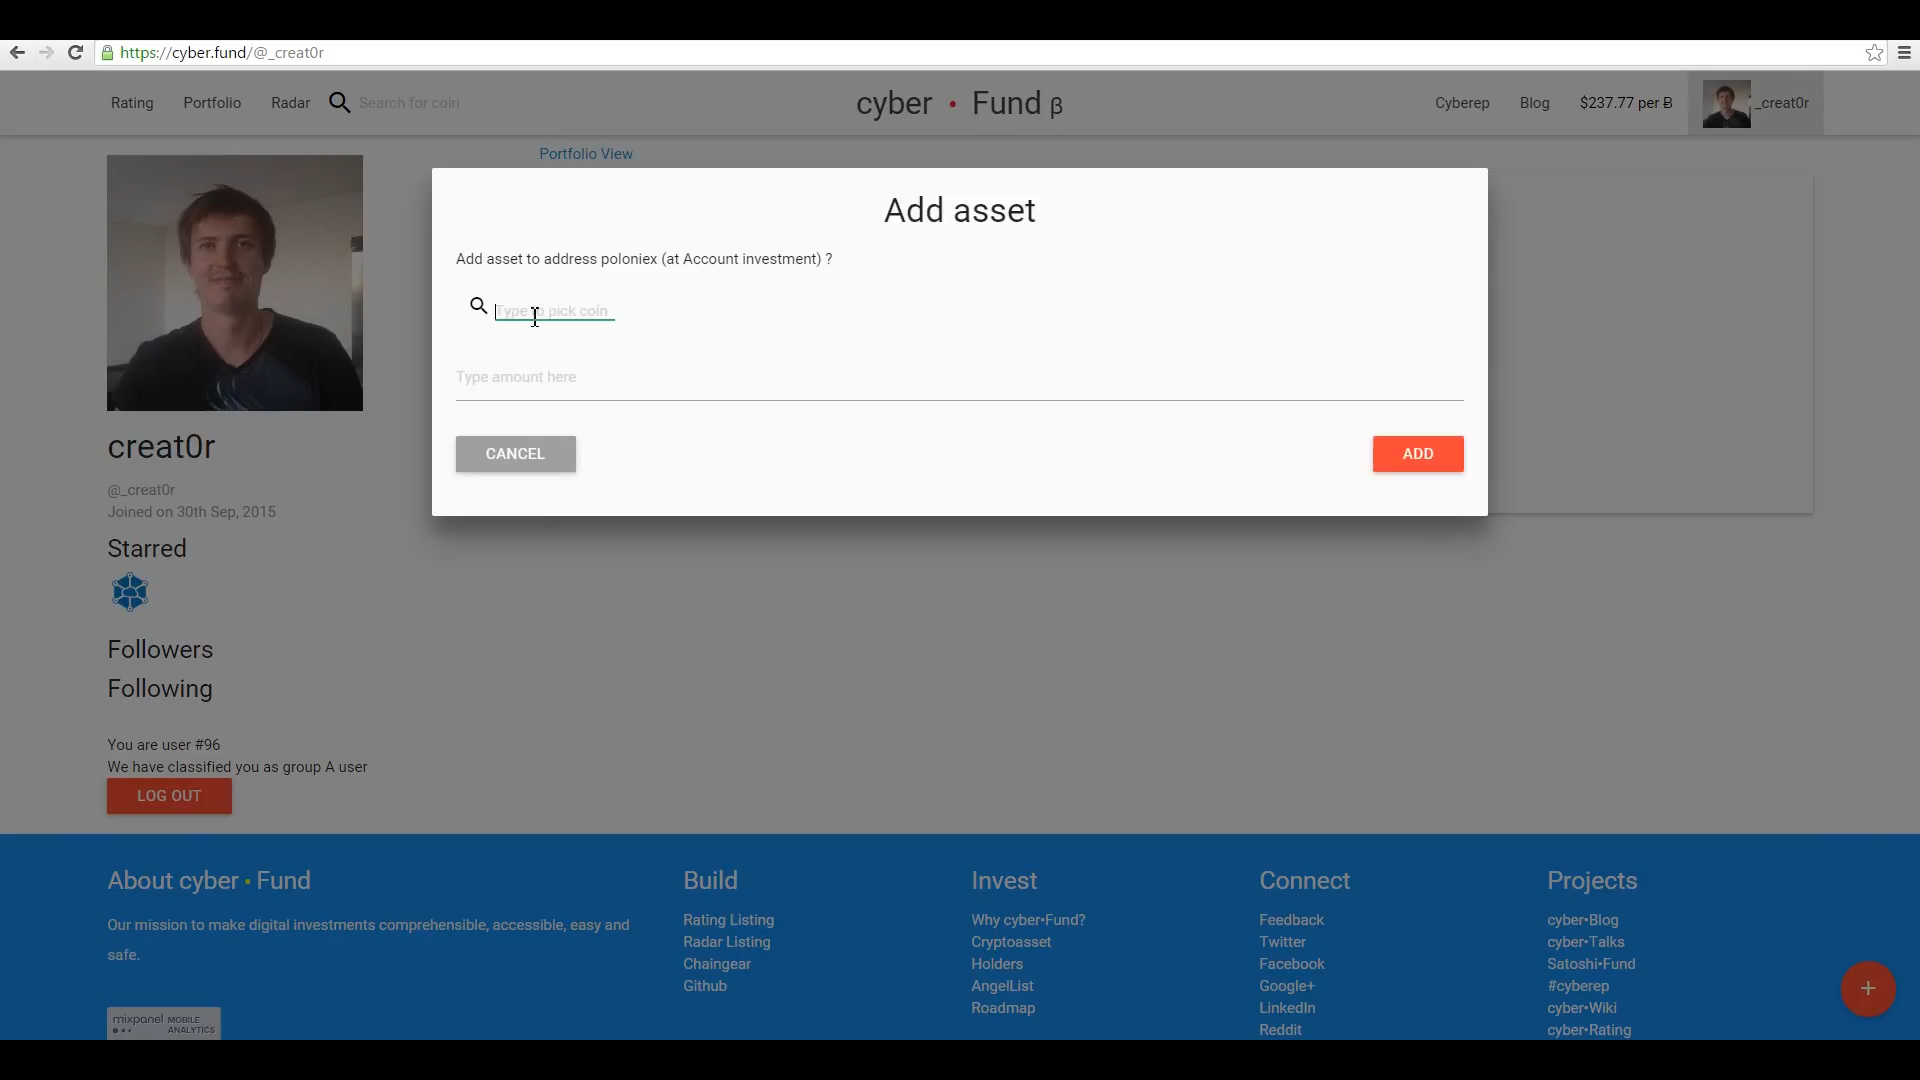 https://cyber.fund/@_creat0r
Rating Portfolio Radar Search for coin cyber • Fund β Cyberep Blog $237.77 per Ƀ _creat0r
Portfolio View
Add asset
Add asset to address poloniex (at Account investment) ?
Type to pick coin
Type amount here
CANCEL ADD
creat0r
@_creat0r
Joined on 30th Sep, 2015
Starred
Followers
Following
You are user #96
We have classified you as group A user
LOG OUT
About cyber • Fund
Our mission to make digital investments comprehensible, accessible, easy and
safe.
mixpanel MOBILE
ANALYTICS
Build
Rating Listing
Radar Listing
Chaingear
Github
Invest
Why cyber•Fund?
Cryptoasset
Holders
AngelList
Roadmap
Connect
Feedback
Twitter
Facebook
Google+
LinkedIn
Reddit
Projects
cyber•Blog
cyber•Talks
Satoshi•Fund
#cyberep
cyber•Wiki
cyber•Rating
+